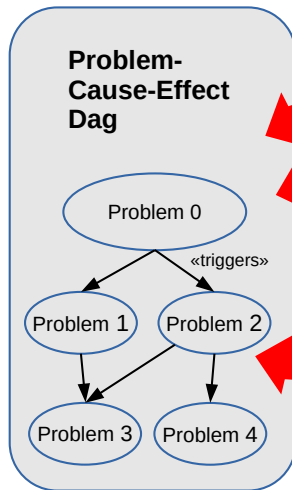 Problem-
Cause-Effect
Dag
Problem 0
«triggers»
Problem 1
Problem 2
Problem 3
Problem 4